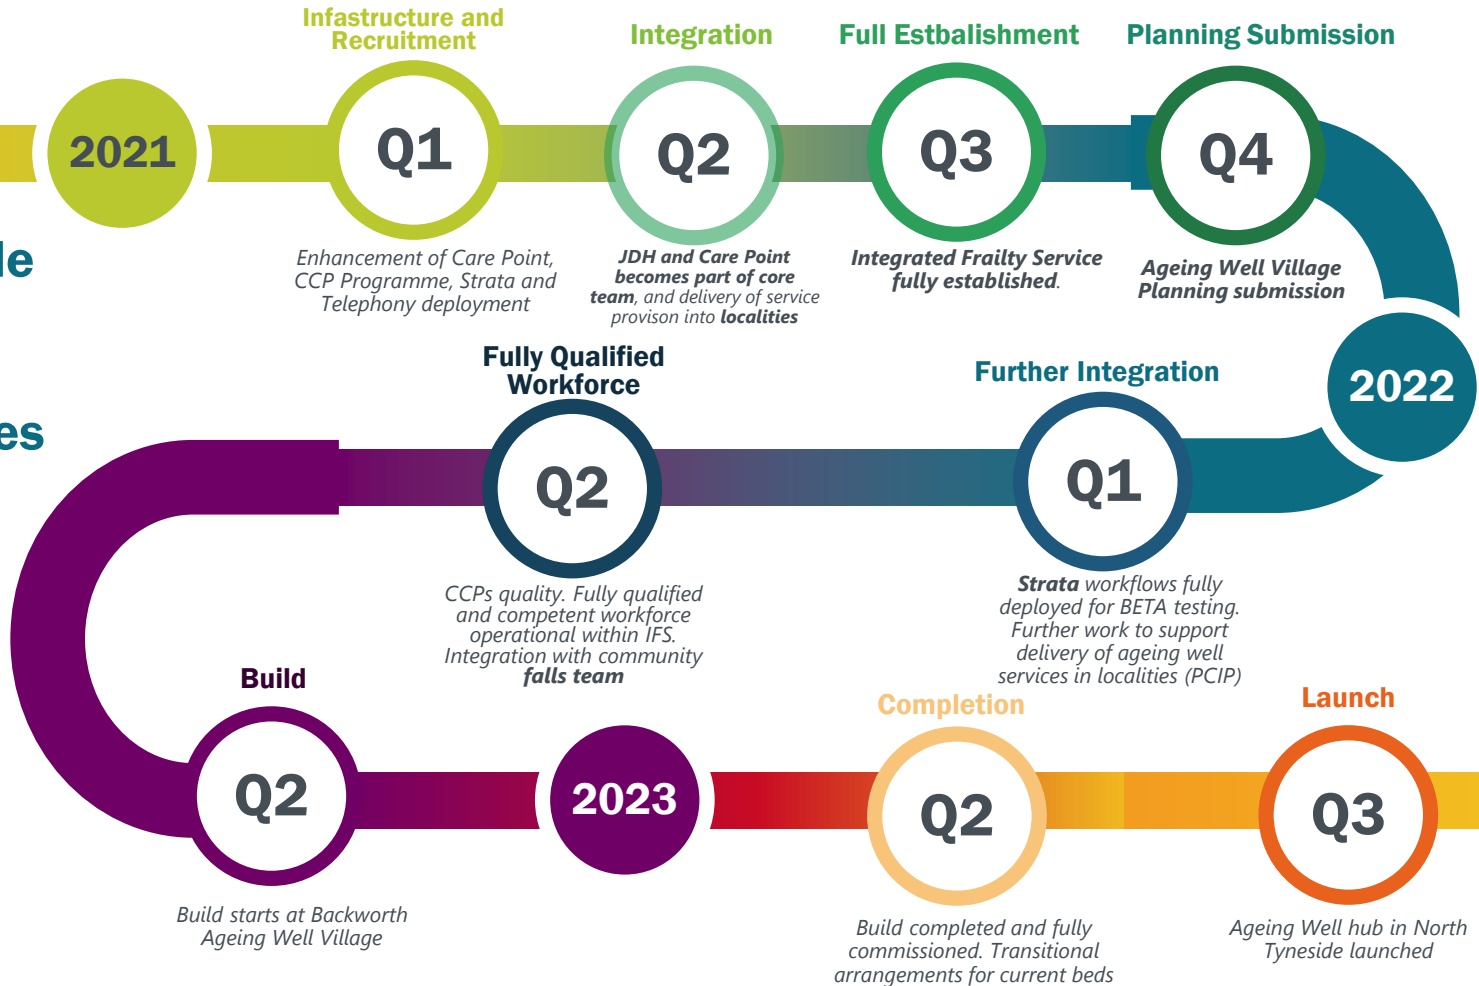 Infastructure and
Recruitment
Integration
Full Estbalishment
Planning Submission
2021
Q1
Q2
Q3
Q4
Enhancement of Care Point,
CCP Programme, Strata and
Telephony deployment
JDH and Care Point
becomes part of core
team, and delivery of service
provison into localities
Integrated Frailty Service
fully established.
Ageing Well Village
Planning submission
le
es
2022
Further Integration
Q1
Strata workflows fully
deployed for BETA testing.
Further work to support
delivery of ageing well
services in localities (PCIP)
Fully Qualified
Workforce
Q2
CCPs quality. Fully qualified
and competent workforce
operational within IFS.
Integration with community
falls team
Build
Q2
Build starts at Backworth
Ageing Well Village
2023
Completion
Q2
Build completed and fully
commissioned. Transitional
arrangements for current beds
Launch
Q3
Ageing Well hub in North
Tyneside launched